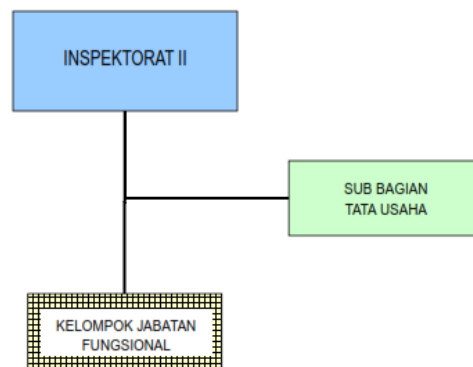 INSPEKTORAT II
SUB BAGIAN
TATA USAHA
KELOMPOK JABATAN
FUNGSIONAL